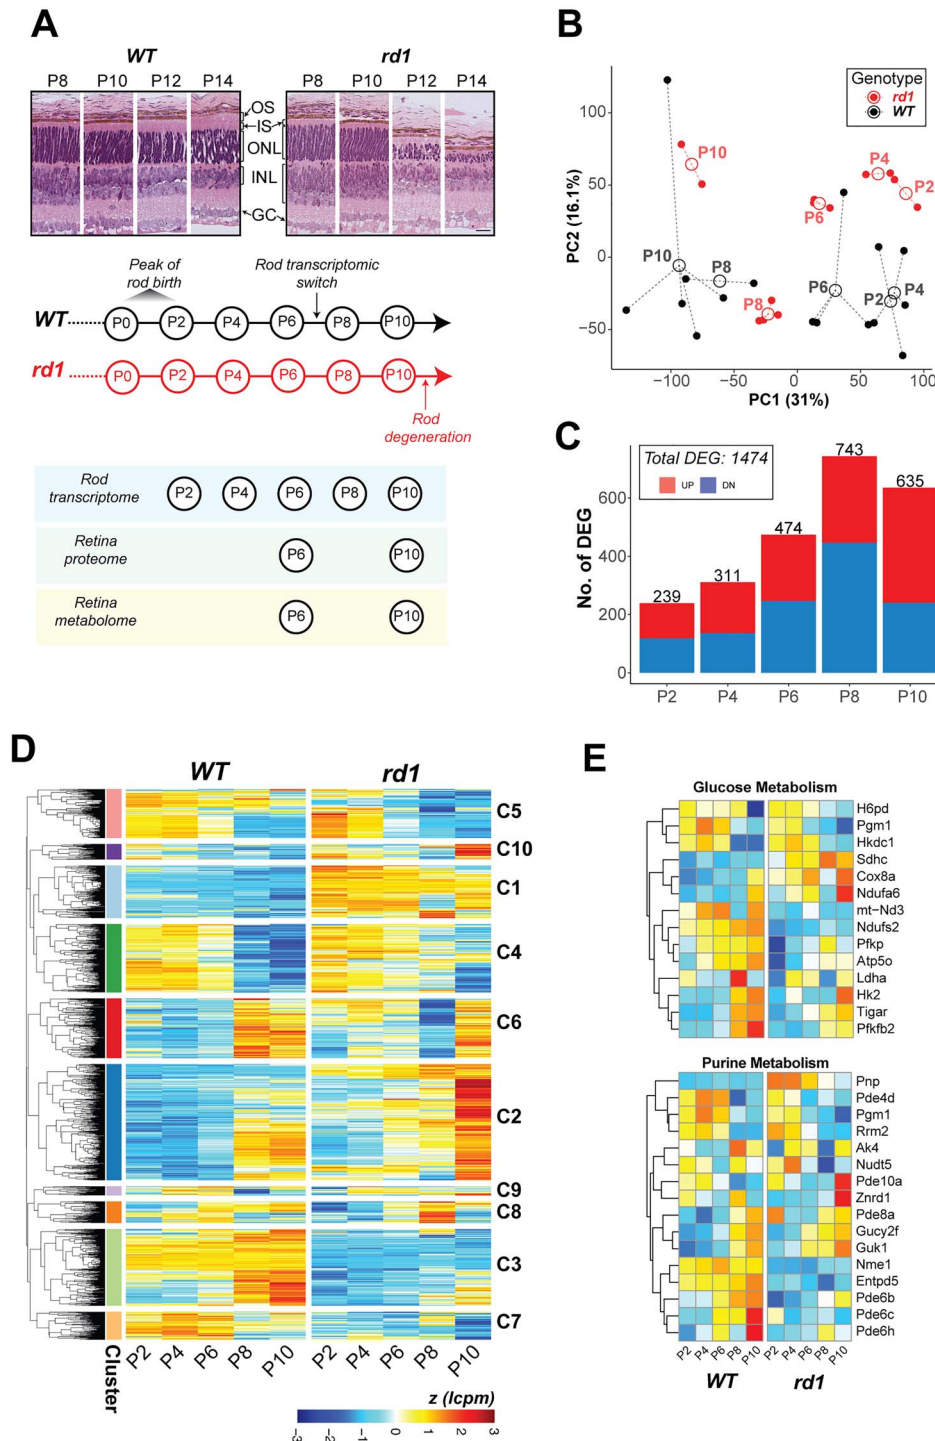 A
WT
rd1
P8 P10 P12 P14
P8 P10 P12 P14
OS
IS
ONL
INL
GC
Peak of
rod birth
Rod transcriptomic
switch
WT P0 P2 P4 P6 P8 P10
rd1 P0 P2 P4 P6 P8 P10
Rod
degeneration
Rod
transcriptome
P2 P4 P6 P8 P10
Retina
proteome
P6 P10
Retina
metabolome
P6 P10
B
PC2 (16.1%)
100
50
0
−50
Genotype
rd1
WT
P10
P4
P2
P6
P10
P8
P6
P2
P4
P8
−100 −50 0 50 100
PC1 (31%)
C
No. of DEG
Total DEG: 1474
UP DN
600
400
200
0
239
311
474
743
635
P2 P4 P6 P8 P10
D
WT rd1
C5
C10
C1
C4
C6
C2
C9
C8
C3
C7
Cluster
P2 P4 P6 P8 P10
P2 P4 P6 P8 P10
z (lcpm)
-3 -2 -1 0 1 2 3
E
Glucose Metabolism
H6pd
Pgm1
Hkdc1
Sdhc
Cox8a
Ndufa6
mt−Nd3
Ndufs2
Pfkp
Atp5o
Ldha
Hk2
Tigar
Pfkfb2
Purine Metabolism
Pnp
Pde4d
Pgm1
Rrm2
Ak4
Nudt5
Pde10a
Znrd1
Pde8a
Gucy2f
Guk1
Nme1
Entpd5
Pde6b
Pde6c
Pde6h
P2 P4 P6 P8 P10
P2 P4 P6 P8 P10
WT rd1